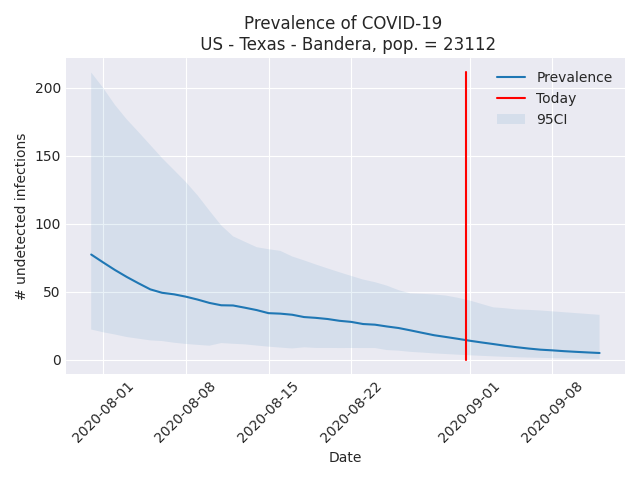 Prevalence of COVID-19
US - Texas - Bandera, pop. = 23112
Prevalence
Today
95CI
200
150
100
50
0
# undetected infections
2020-08-01
2020-08-08
2020-08-15
2020-08-22
2020-09-01
2020-09-08
Date